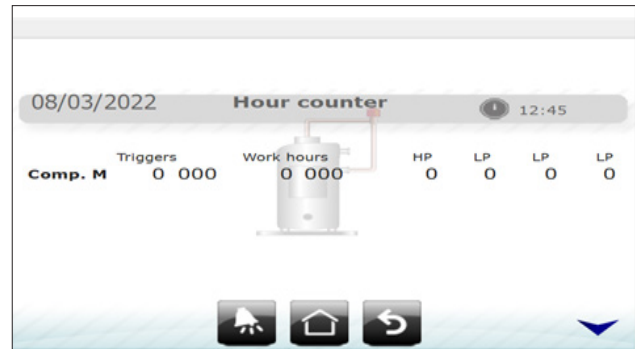 08/03/2022 Hour counter 12:45
Triggers Work hours HP LP LP LP
Comp. M 0 000 0 000 0 0 0 0